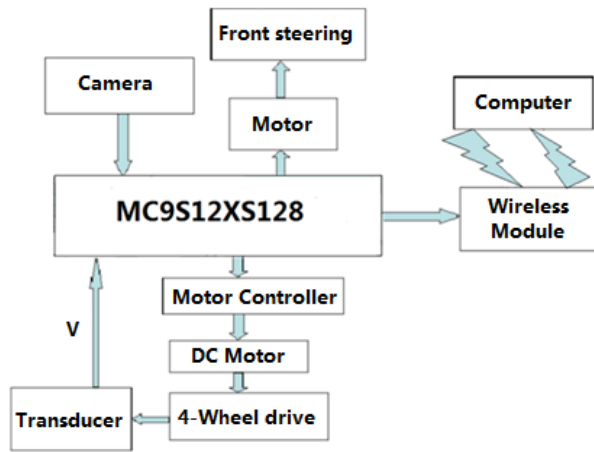 Front steering
Camera
Computer
Motor
MC9S12XS128
Wireless
Module
Motor Controller
V
DC Motor
Transducer
4-Wheel drive